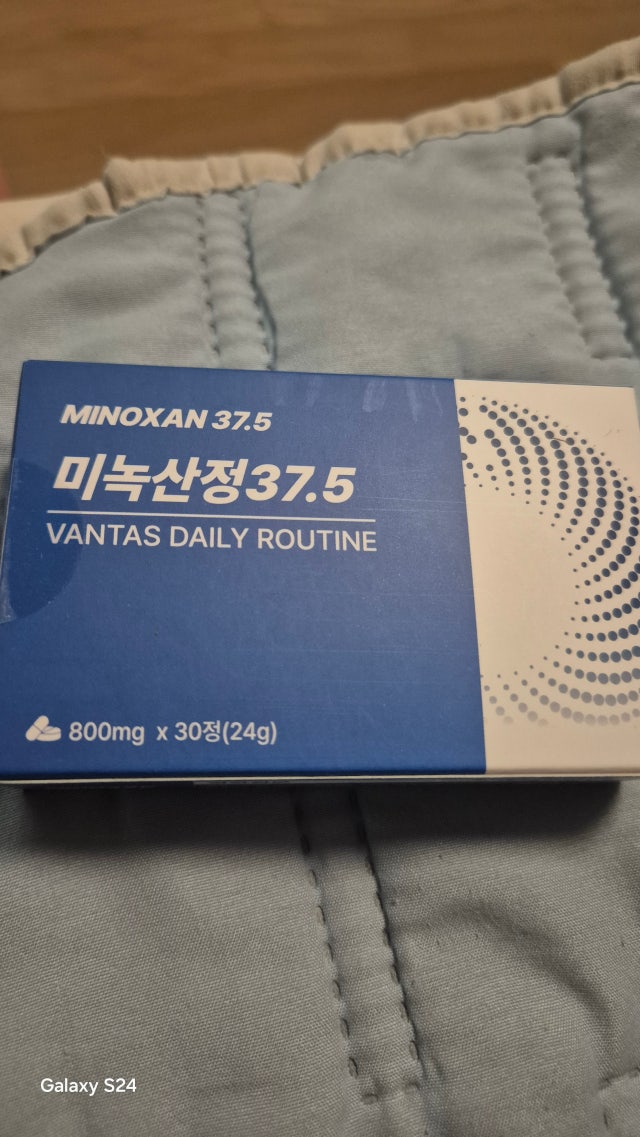 MINOXAN 37.5
미녹산정37.5
VANTAS DAILY ROUTINE
800mg x 30정(24g)
Galaxy S24